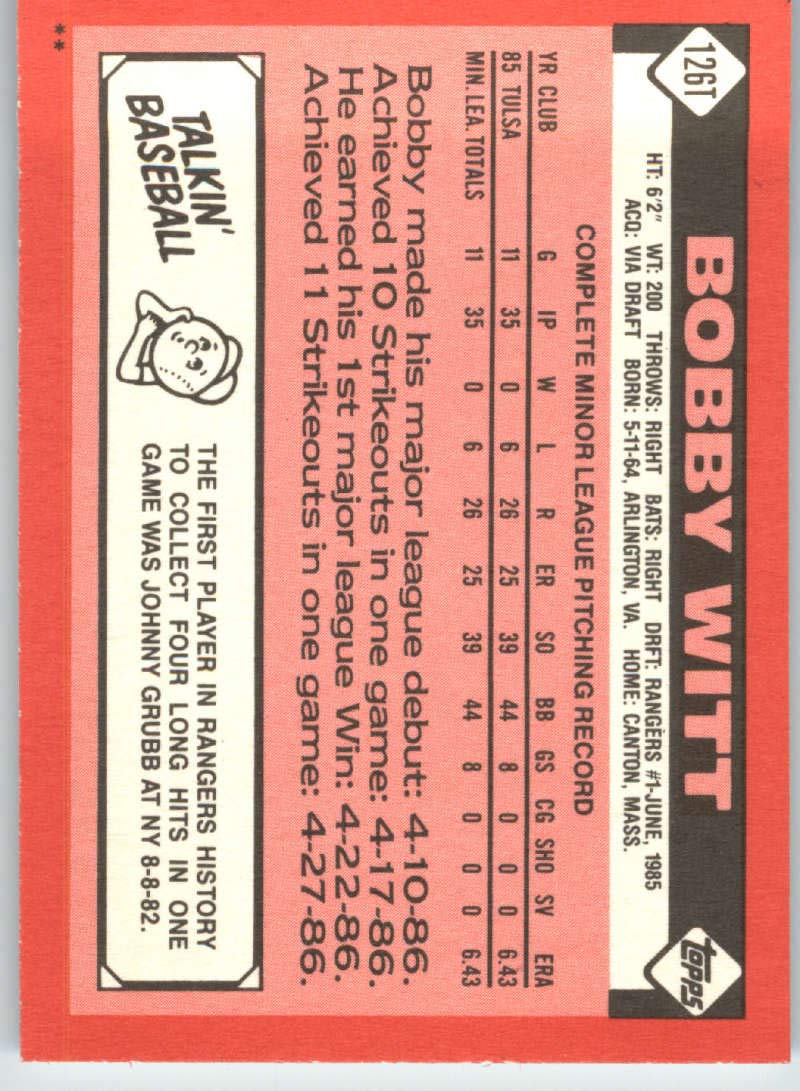 126T
BOBBY WITT
topps
HT: 6'2" WT: 200 THROWS: RIGHT BATS: RIGHT DRFT: RANGERS #1-JUNE, 1985
ACQ: VIA DRAFT BORN: 5-11-64, ARLINGTON, VA. HOME: CANTON, MASS.
COMPLETE MINOR LEAGUE PITCHING RECORD
YR CLUB G IP W L R ER SO BB GS CG SHO SV ERA
85 TULSA 11 35 0 6 26 25 39 44 8 0 0 0 6.43
MIN. LEA. TOTALS 11 35 0 6 26 25 39 44 8 0 0 0 6.43
Bobby made his major league debut: 4-10-86.
Achieved 10 Strikeouts in one game: 4-17-86.
He earned his 1st major league Win: 4-22-86.
Achieved 11 Strikeouts in one game: 4-27-86.
TALKIN'
BASEBALL
THE FIRST PLAYER IN RANGERS HISTORY
TO COLLECT FOUR LONG HITS IN ONE
GAME WAS JOHNNY GRUBB AT NY 8-8-82.
**